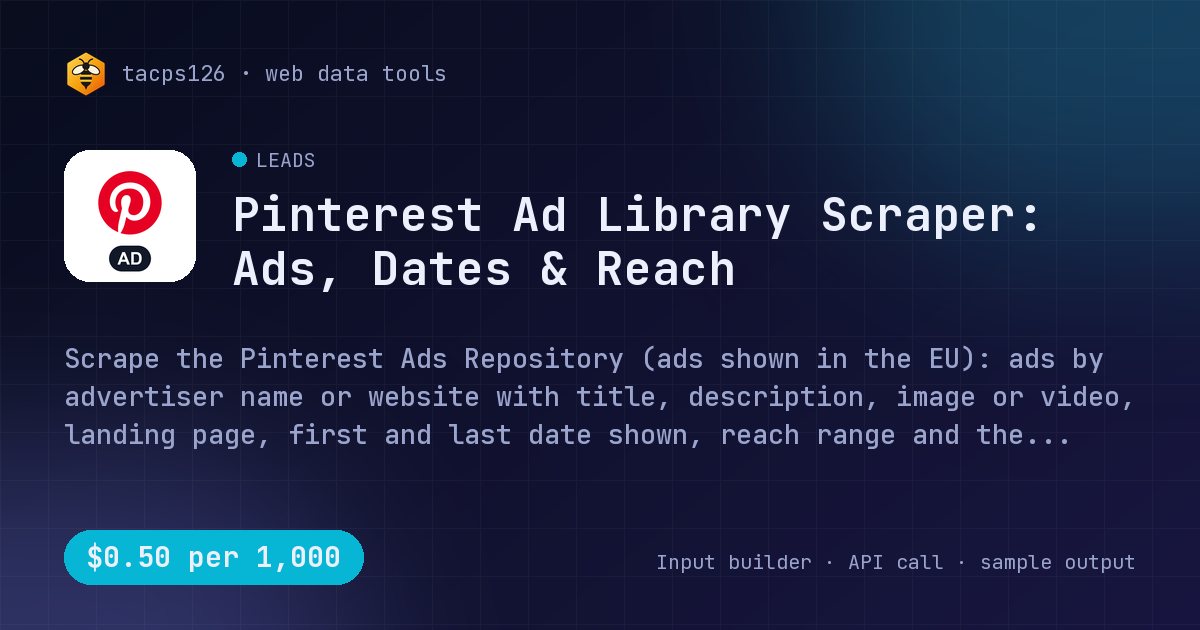 tacps126 · web data tools
LEADS
Pinterest Ad Library Scraper:
Ads, Dates & Reach
AD
Scrape the Pinterest Ads Repository (ads shown in the EU): ads by
advertiser name or website with title, description, image or video,
landing page, first and last date shown, reach range and the...
$0.50 per 1,000
Input builder · API call · sample output